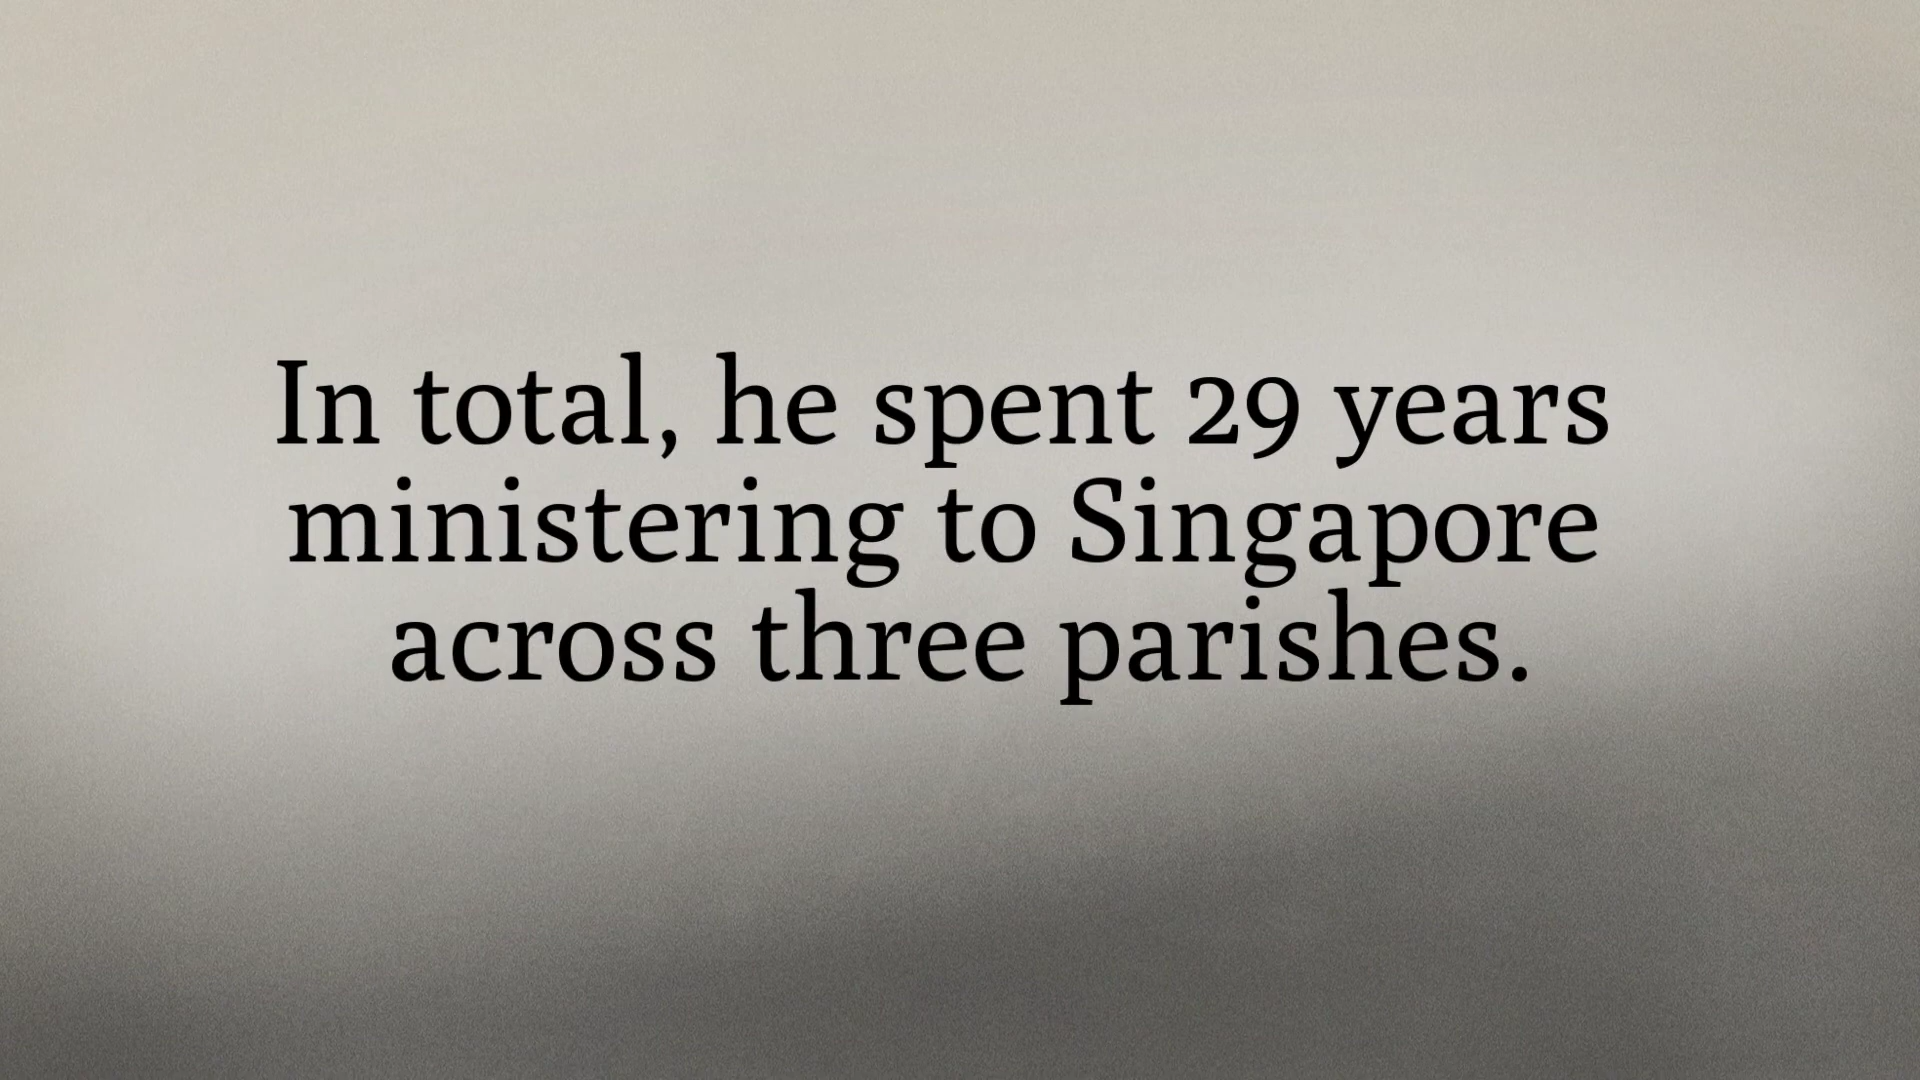 In total, he spent 29 years
ministering to Singapore
across three parishes.